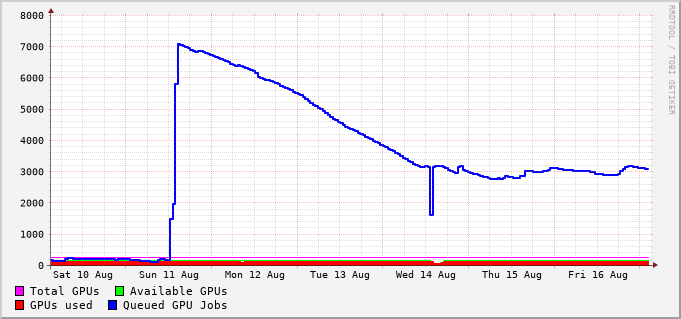 8000
7000
6000
5000
4000
3000
2000
1000
0
Sat 10 Aug Sun 11 Aug Mon 12 Aug Tue 13 Aug Wed 14 Aug Thu 15 Aug Fri 16 Aug
Total GPUs Available GPUs
GPUs used Queued GPU Jobs
RRDTOOL / TOBI OETIKER